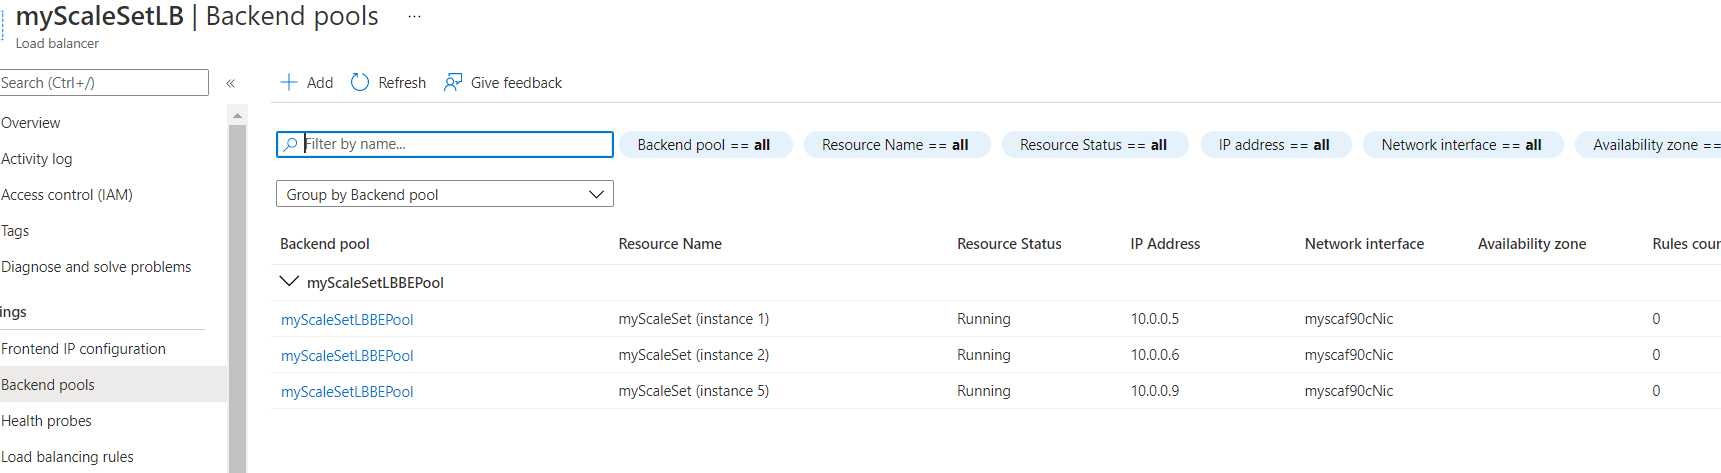 myScaleSetLB | Backend pools ...
Load balancer
Search (Ctrl+/) «
Overview
Activity log
Access control (IAM)
Tags
Diagnose and solve problems
ings
Frontend IP configuration
Backend pools
Health probes
Load balancing rules
Add Refresh Give feedback
Filter by name... Backend pool == all Resource Name == all Resource Status == all IP address == all Network interface == all Availability zone ==
Group by Backend pool
Backend pool Resource Name Resource Status IP Address Network interface Availability zone Rules cour
myScaleSetLBBEPool
myScaleSetLBBEPool myScaleSet (instance 1) Running 10.0.0.5 myscaf90cNic 0
myScaleSetLBBEPool myScaleSet (instance 2) Running 10.0.0.6 myscaf90cNic 0
myScaleSetLBBEPool myScaleSet (instance 5) Running 10.0.0.9 myscaf90cNic 0